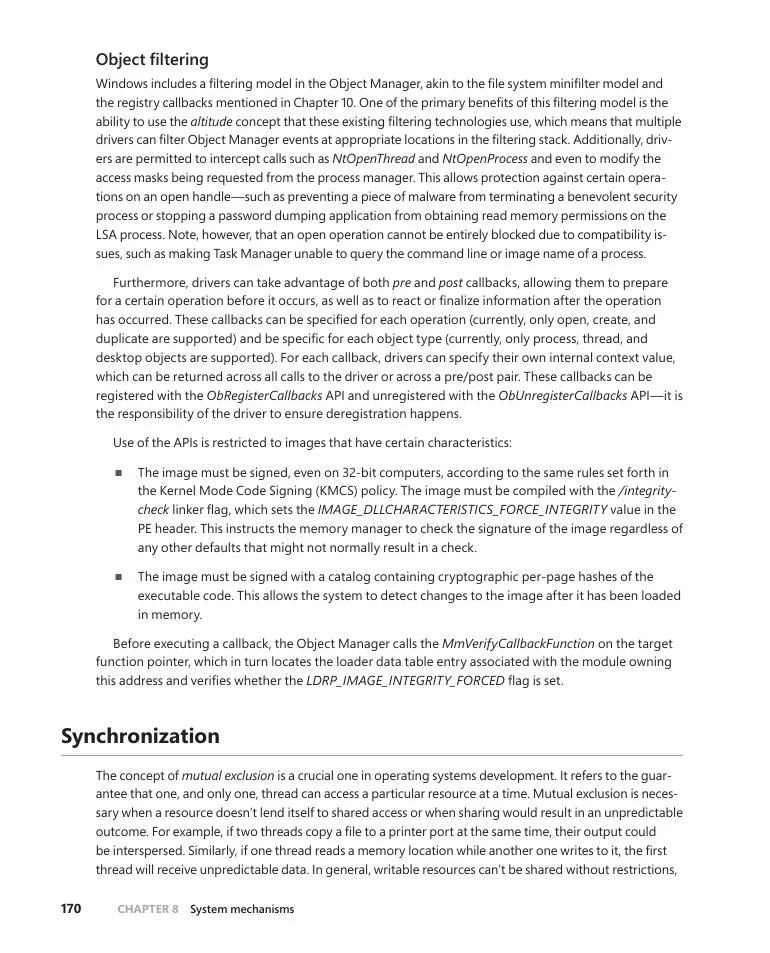 Object filtering
Windows includes a filtering model in the Object Manager, akin to the file system minifilter model and
the registry callbacks mentioned in Chapter 10. One of the primary benefits of this filtering model is the
ability to use the altitude concept that these existing filtering technologies use, which means that multiple
drivers can filter Object Manager events at appropriate locations in the filtering stack. Additionally, driv-
ers are permitted to intercept calls such as NtOpenThread and NtOpenProcess and even to modify the
access masks being requested from the process manager. This allows protection against certain opera-
tions on an open handle—such as preventing a piece of malware from terminating a benevolent security
process or stopping a password dumping application from obtaining read memory permissions on the
LSA process. Note, however, that an open operation cannot be entirely blocked due to compatibility is-
sues, such as making Task Manager unable to query the command line or image name of a process.
Furthermore, drivers can take advantage of both pre and post callbacks, allowing them to prepare
for a certain operation before it occurs, as well as to react or finalize information after the operation
has occurred. These callbacks can be specified for each operation (currently, only open, create, and
duplicate are supported) and be specific for each object type (currently, only process, thread, and
desktop objects are supported). For each callback, drivers can specify their own internal context value,
which can be returned across all calls to the driver or across a pre/post pair. These callbacks can be
registered with the ObRegisterCallbacks API and unregistered with the ObUnregisterCallbacks API—it is
the responsibility of the driver to ensure deregistration happens.
Use of the APIs is restricted to images that have certain characteristics:
■ The image must be signed, even on 32-bit computers, according to the same rules set forth in
the Kernel Mode Code Signing (KMCS) policy. The image must be compiled with the /integrity-
check linker flag, which sets the IMAGE_DLLCHARACTERISTICS_FORCE_INTEGRITY value in the
PE header. This instructs the memory manager to check the signature of the image regardless of
any other defaults that might not normally result in a check.
■ The image must be signed with a catalog containing cryptographic per-page hashes of the
executable code. This allows the system to detect changes to the image after it has been loaded
in memory.
Before executing a callback, the Object Manager calls the MmVerifyCallbackFunction on the target
function pointer, which in turn locates the loader data table entry associated with the module owning
this address and verifies whether the LDRP_IMAGE_INTEGRITY_FORCED flag is set.
Synchronization
The concept of mutual exclusion is a crucial one in operating systems development. It refers to the guar-
antee that one, and only one, thread can access a particular resource at a time. Mutual exclusion is neces-
sary when a resource doesn’t lend itself to shared access or when sharing would result in an unpredictable
outcome. For example, if two threads copy a file to a printer port at the same time, their output could
be interspersed. Similarly, if one thread reads a memory location while another one writes to it, the first
thread will receive unpredictable data. In general, writable resources can’t be shared without restrictions,
170 CHAPTER 8 System mechanisms